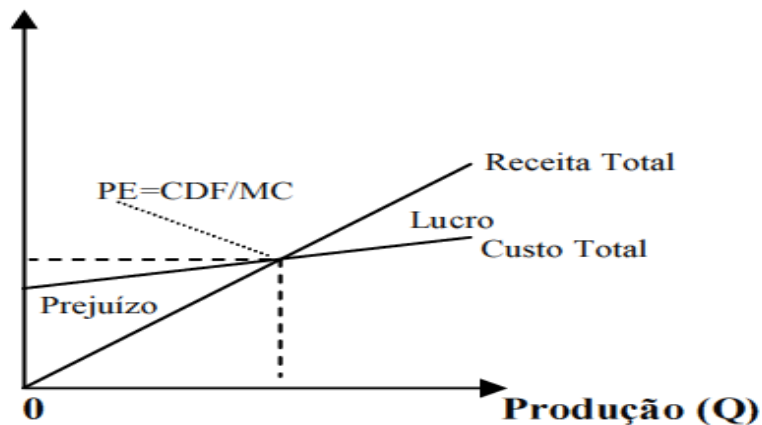 Receita Total
PE=CDF/MC
Lucro
Custo Total
Prejuízo
0
Produção (Q)